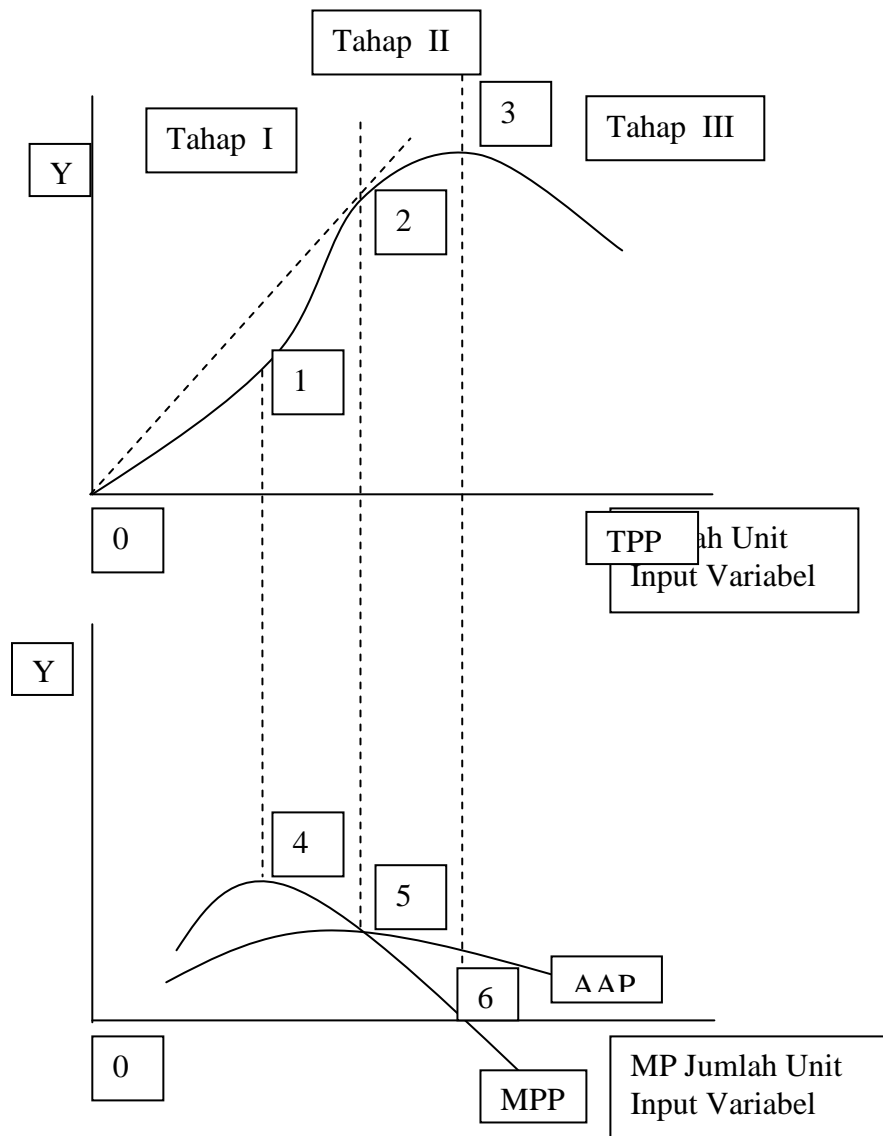 Tahap II
3
Tahap I
Tahap III
Y
2
1
0
TPP
ah Unit
Input Variabel
Y
4
5
AAP
6
0
MP Jumlah Unit
Input Variabel
MPP